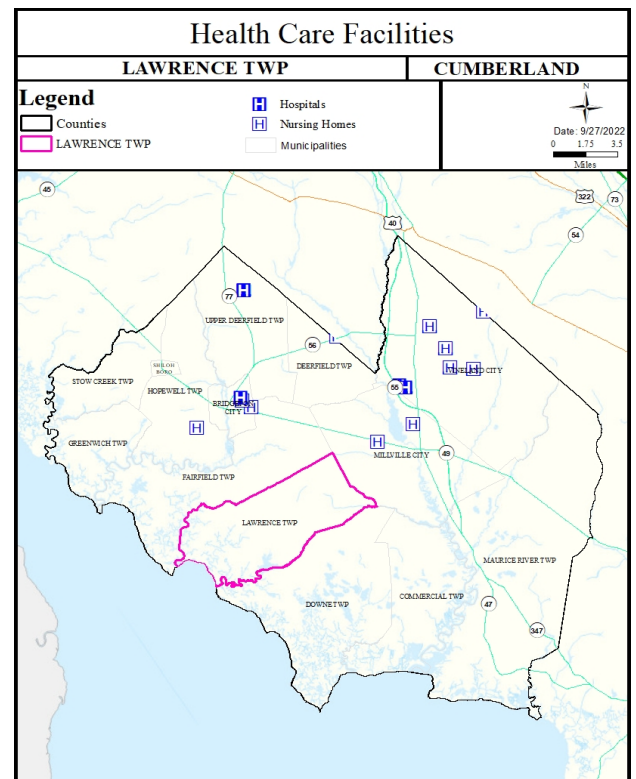 Health Care Facilities
LAWRENCE TWP
CUMBERLAND
Legend
Counties
LAWRENCE TWP
H Hospitals
H Nursing Homes
Municipalities
N
Date: 9/27/2022
0 1.75 3.5
Miles
45
322
73
40
54
77
H
UPPER DEERFIELD TWP
H
56
DEERFIELD TWP
H
SHILOH
BORO
STOW CREEK TWP
HOPEWELL TWP
H
H
VINELAND CITY
55
H
H
BRIDGETON
CITY
H
H
H
GREENWICH TWP
H
49
MILLVILLE CITY
FAIRFIELD TWP
LAWRENCE TWP
MAURICE RIVER TWP
COMMERCIAL TWP
DOWNE TWP
47
347